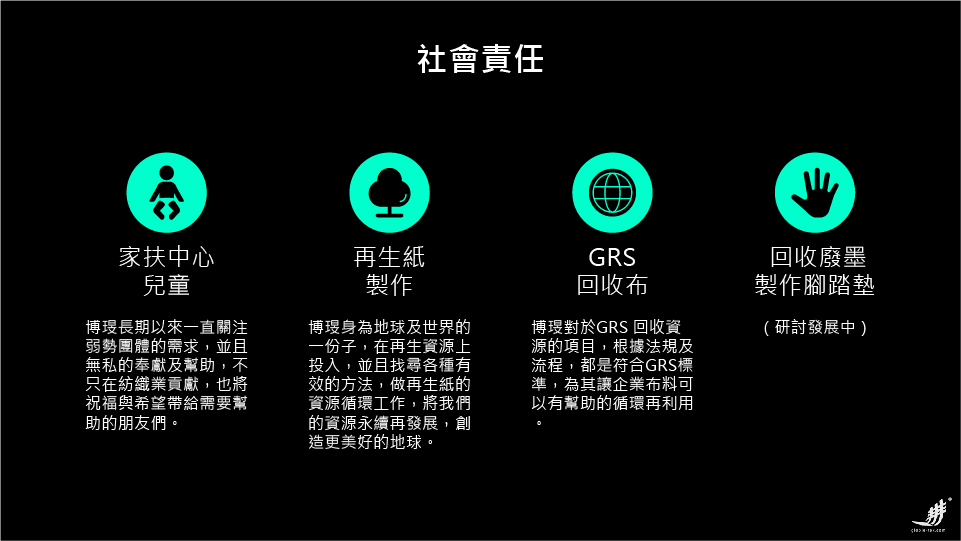 社會責任
家扶中心
兒童
博琝長期以來一直關注
弱勢團體的需求，並且
無私的奉獻及幫助，不
只在紡織業貢獻，也將
祝福與希望帶給需要幫
助的朋友們。
再生紙
製作
博琝身為地球及世界的
一份子，在再生資源上
投入，並且找尋各種有
效的方法，做再生紙的
資源循環工作，將我們
的資源永續再發展，創
造更美好的地球。
GRS
回收布
博琝對於GRS 回收資
源的項目，根據法規及
流程，都是符合GRS標
準，為其讓企業布料可
以有幫助的循環再利用
。
回收廢墨
製作腳踏墊
（研討發展中）